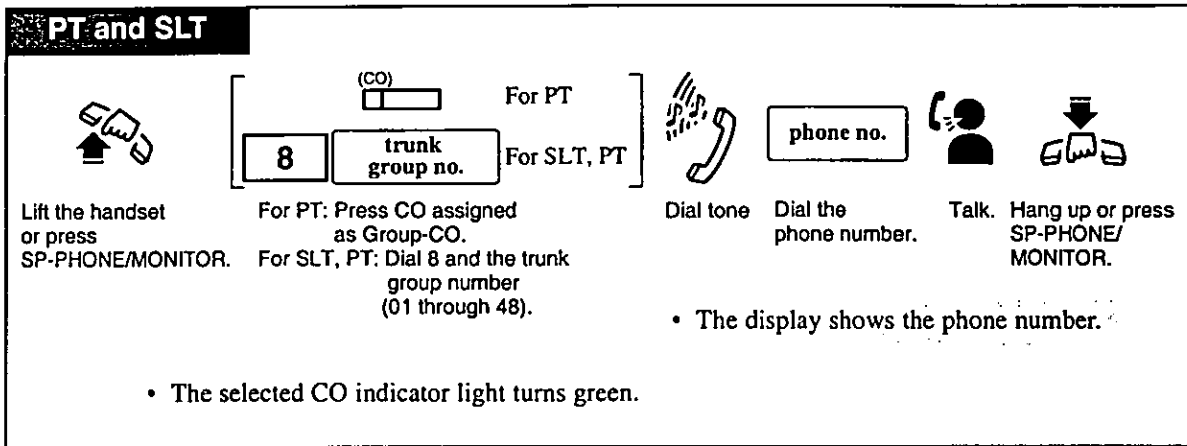 PT and SLT
(CO)
For PT
8
trunk
group no.
For SLT, PT
phone no.
Lift the handset
or press
SP-PHONE/MONITOR.
For PT: Press CO assigned
as Group-CO.
For SLT, PT: Dial 8 and the trunk
group number
(01 through 48).
Dial tone
Dial the
phone number.
Talk.
Hang up or press
SP-PHONE/
MONITOR.
• The display shows the phone number.
• The selected CO indicator light turns green.